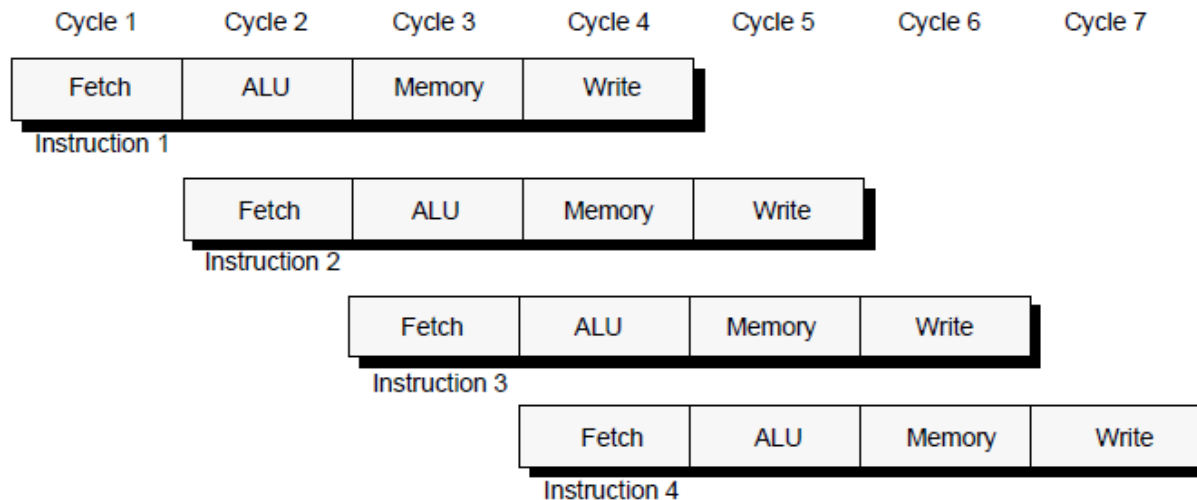 Cycle 1 Cycle 2 Cycle 3 Cycle 4 Cycle 5 Cycle 6 Cycle 7
Fetch ALU Memory Write
Instruction 1
Fetch ALU Memory Write
Instruction 2
Fetch ALU Memory Write
Instruction 3
Fetch ALU Memory Write
Instruction 4